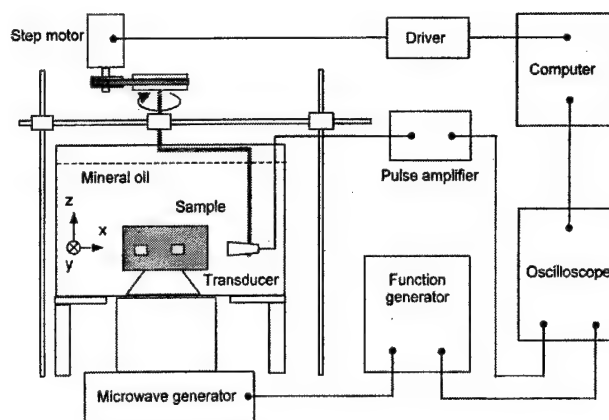 Step motor
Driver
Computer
Mineral oil
Pulse amplifier
Sample
z
x
y
Transducer
Function
generator
Oscilloscope
Microwave generator